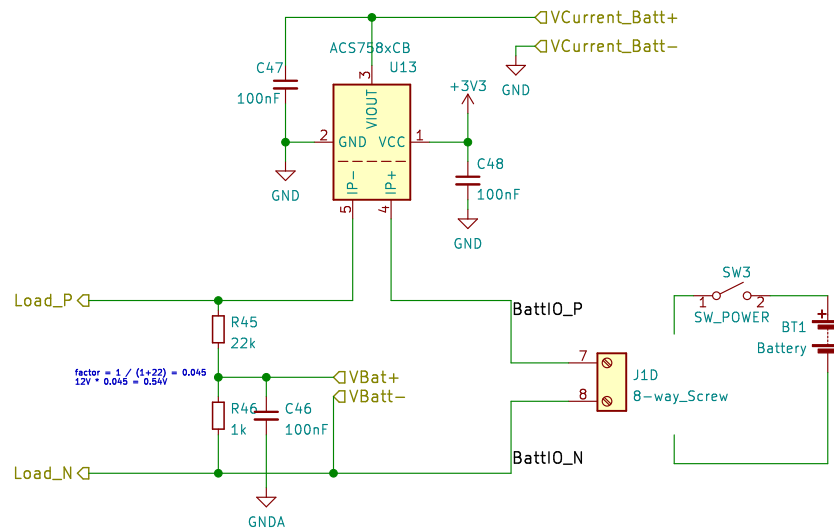 VCurrent_Batt+
ACS758xCB
VCurrent_Batt-
C47
U13
100nF
3
VIOUT
GND
+3V3
2
GND
VCC
1
C48
100nF
GND
IP-
IP+
5
4
GND
Load_P
BattIO_P
SW3
1
2
SW_POWER
BT1
+
Battery
R45
22k
factor = 1 / (1+22) = 0.045
12V * 0.045 = 0.54V
VBat+
VBatt-
7
J1D
8
8-way_Screw
R46
1k
C46
100nF
Load_N
BattIO_N
GNDA